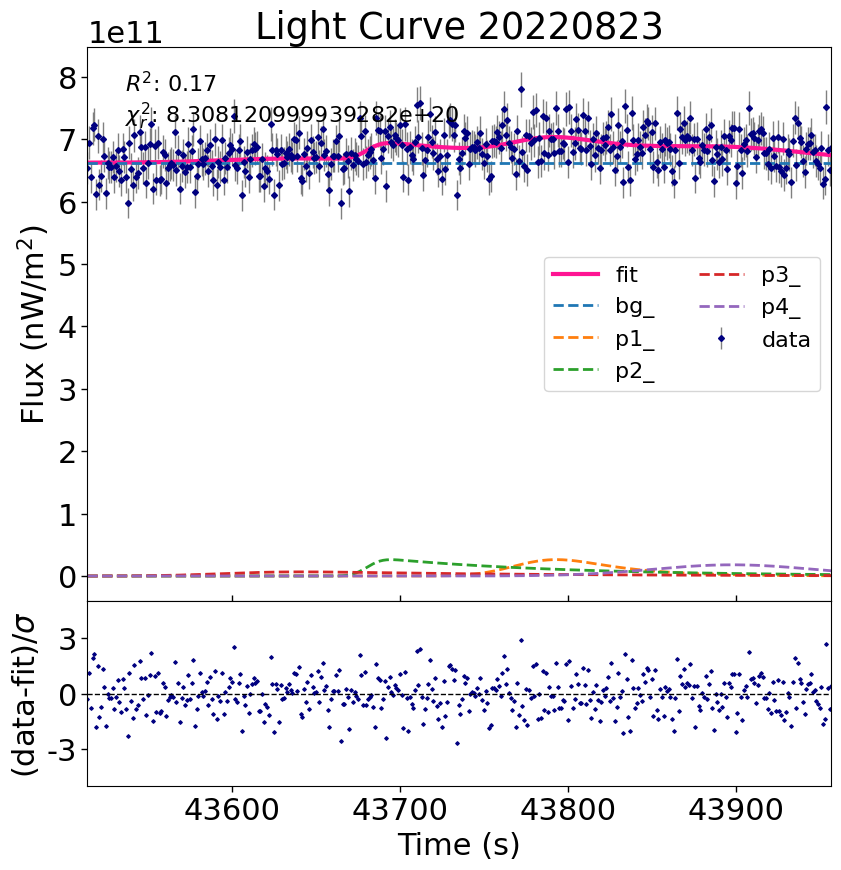 Light Curve 20220823
1e11
R²: 0.17
χ²ᵣ: 8.308120999939282e+20
8
7
6
5
4
3
2
1
0
Flux (nW/m²)
fit
bg_
p1_
p2_
p3_
p4_
data
3
0
-3
(data-fit)/σ
43600 43700 43800 43900
Time (s)